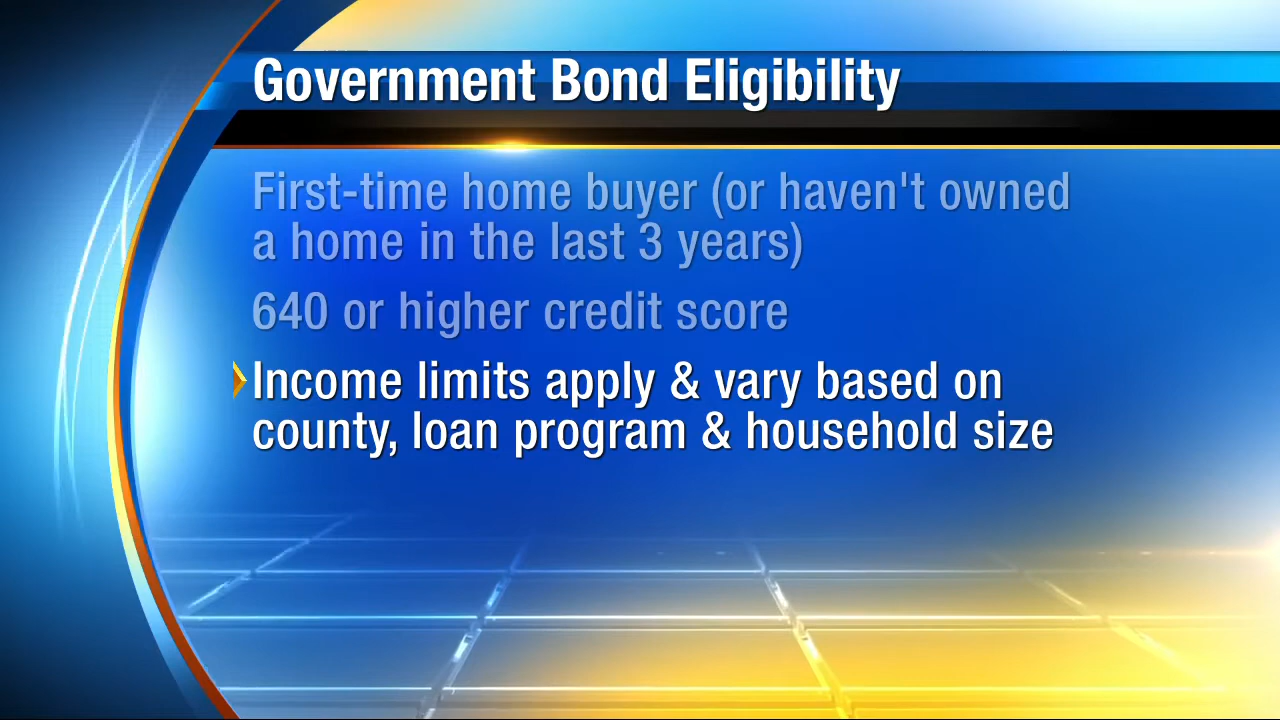 Government Bond Eligibility
First-time home buyer (or haven't owned
a home in the last 3 years)
640 or higher credit score
Income limits apply & vary based on
county, loan program & household size